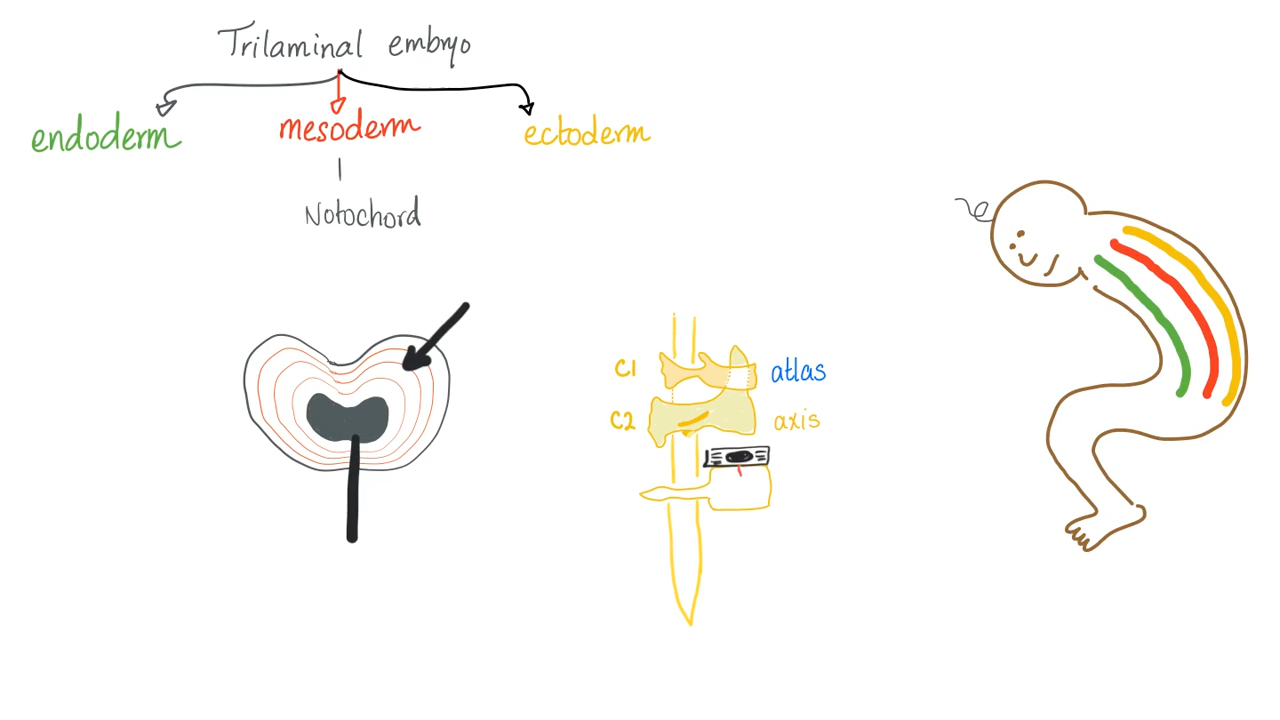 Trilaminal embryo
endoderm mesoderm ectoderm
Notochord
C1 atlas
C2 axis